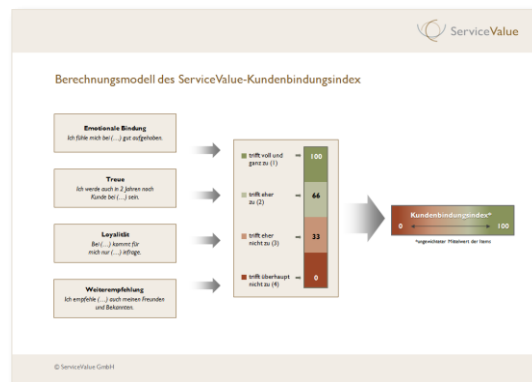 ServiceValue
Berechnungsmodell des ServiceValue-Kundenbindungsindex
Emotionale Bindung
Ich fühle mich bei (…) gut aufgehoben.
Treue
Ich werde auch in 2 Jahren noch
Kunde bei (…) sein.
Loyalität
Bei (…) kommt für
mich nur (…) infrage.
Weiterempfehlung
Ich empfehle (…) auch meinen Freunden
und Bekannten.
trifft voll und
ganz zu (1)
= 100
trifft eher
zu (2)
= 66
trifft eher
nicht zu (3)
= 33
trifft überhaupt
nicht zu (4)
= 0
Kundenbindungsindex*
0 100
*ungewichteter Mittelwert der Items
© ServiceValue GmbH